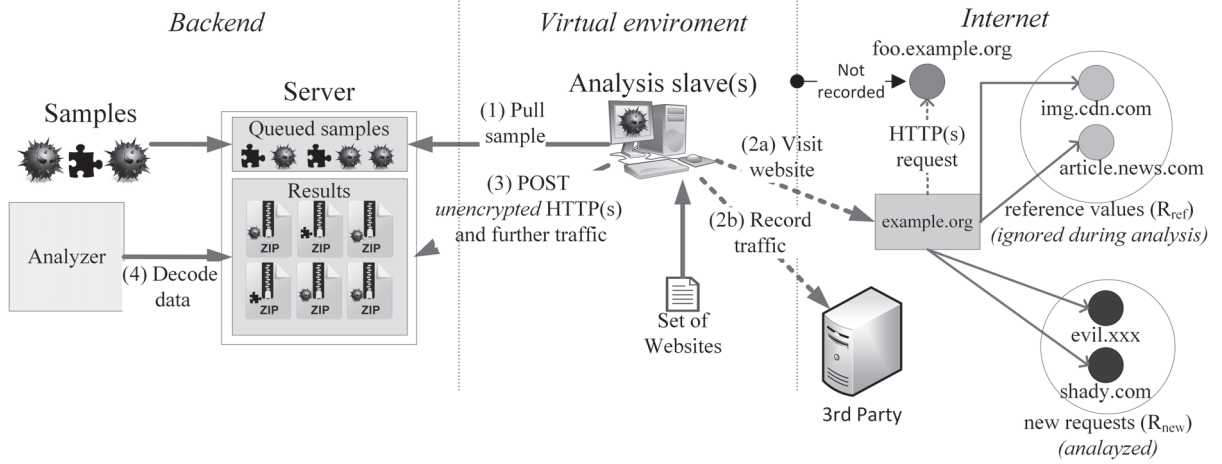 Backend
Virtual enviroment
Internet
Samples
Server
Queued samples
Results
ZIP
ZIP
ZIP
ZIP
ZIP
ZIP
Analyzer
(4) Decode
data
(1) Pull
sample
(3) POST
unencrypted HTTP(s)
and further traffic
Analysis slave(s)
(2a) Visit
website
(2b) Record
traffic
Set of
Websites
3rd Party
Not
recorded
foo.example.org
HTTP(s)
request
example.org
img.cdn.com
article.news.com
reference values (Rref)
(ignored during analysis)
evil.xxx
shady.com
new requests (Rnew)
(analayzed)